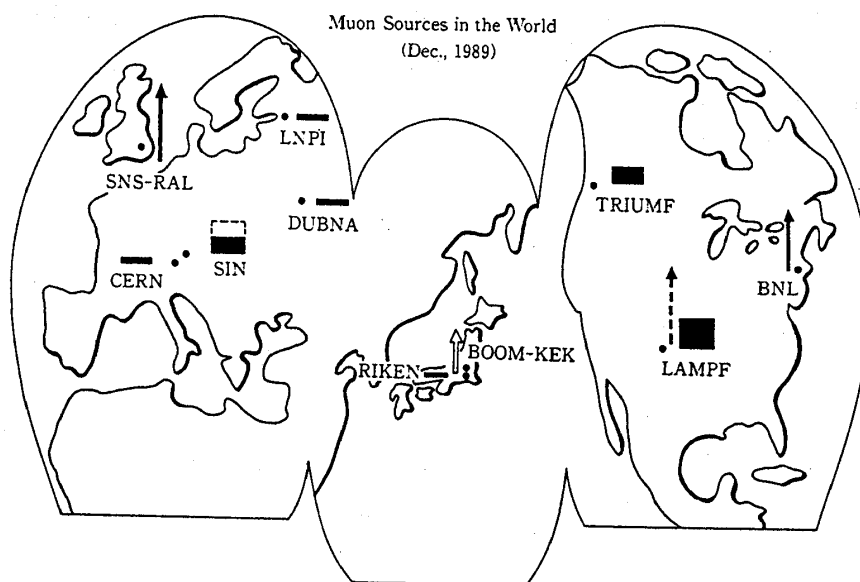 Muon Sources in the World
(Dec., 1989)
LNPI
SNS-RAL
TRIUMF
DUBNA
CERN
SIN
BNL
BOOM-KEK
RIKEN
LAMPF